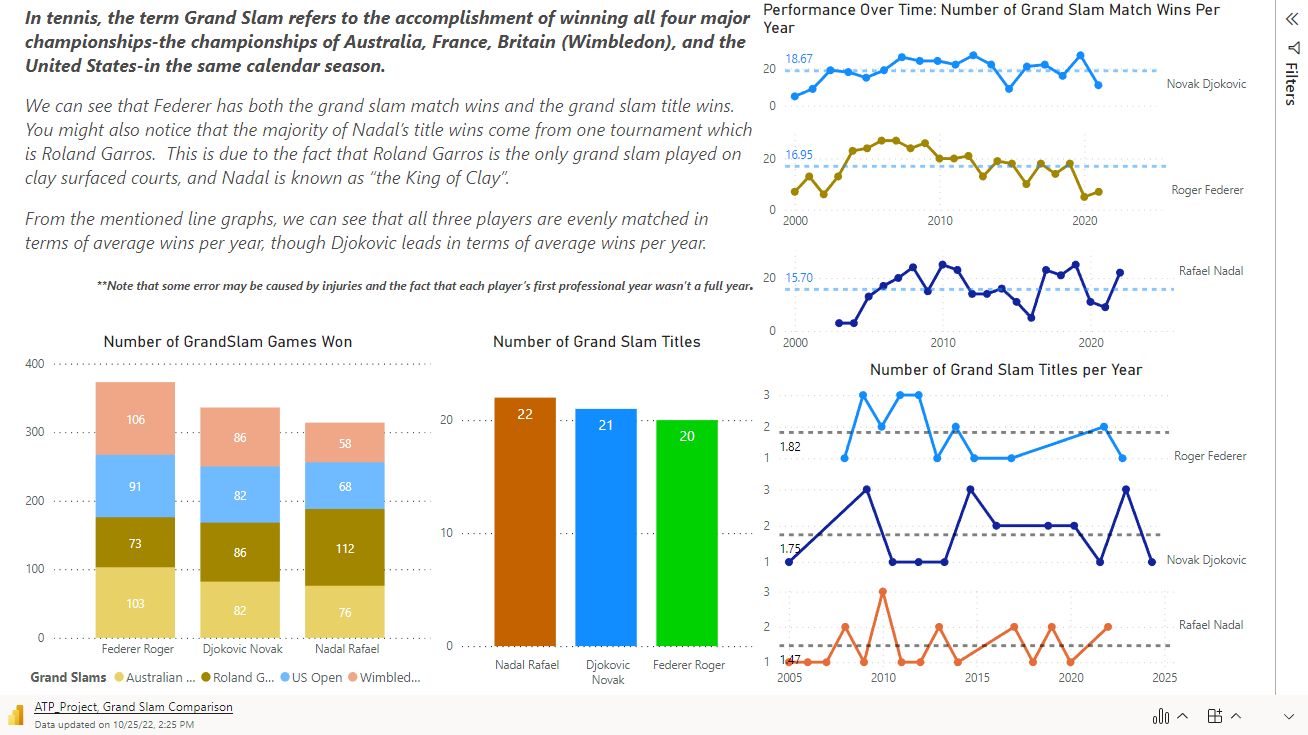 In tennis, the term Grand Slam refers to the accomplishment of winning all four major
championships-the championships of Australia, France, Britain (Wimbledon), and the
United States-in the same calendar season.
We can see that Federer has both the grand slam match wins and the grand slam title wins.
You might also notice that the majority of Nadal's title wins come from one tournament which
is Roland Garros. This is due to the fact that Roland Garros is the only grand slam played on
clay surfaced courts, and Nadal is known as "the King of Clay".
From the mentioned line graphs, we can see that all three players are evenly matched in
terms of average wins per year, though Djokovic leads in terms of average wins per year.
**Note that some error may be caused by injuries and the fact that each player's first professional year wasn't a full year.
Performance Over Time: Number of Grand Slam Match Wins Per
Year
18.67
20
0
Novak Djokovic
16.95
20
0
2000
2010
2020
Roger Federer
15.70
20
0
2000
2010
2020
Rafael Nadal
Number of GrandSlam Games Won
400
300
200
100
0
106
91
73
103
86
82
86
82
58
68
112
76
Federer Roger
Djokovic Novak
Nadal Rafael
Grand Slams
Australian ...
Roland G...
US Open
Wimbled...
Number of Grand Slam Titles
20
10
0
22
21
20
Nadal Rafael
Djokovic
Novak
Federer Roger
Number of Grand Slam Titles per Year
3
2
1
1.82
Roger Federer
3
2
1
1.75
Novak Djokovic
3
2
1
1.47
Rafael Nadal
2005
2010
2015
2020
2025
Filters
ATP_Project, Grand Slam Comparison
Data updated on 10/25/22, 2:25 PM